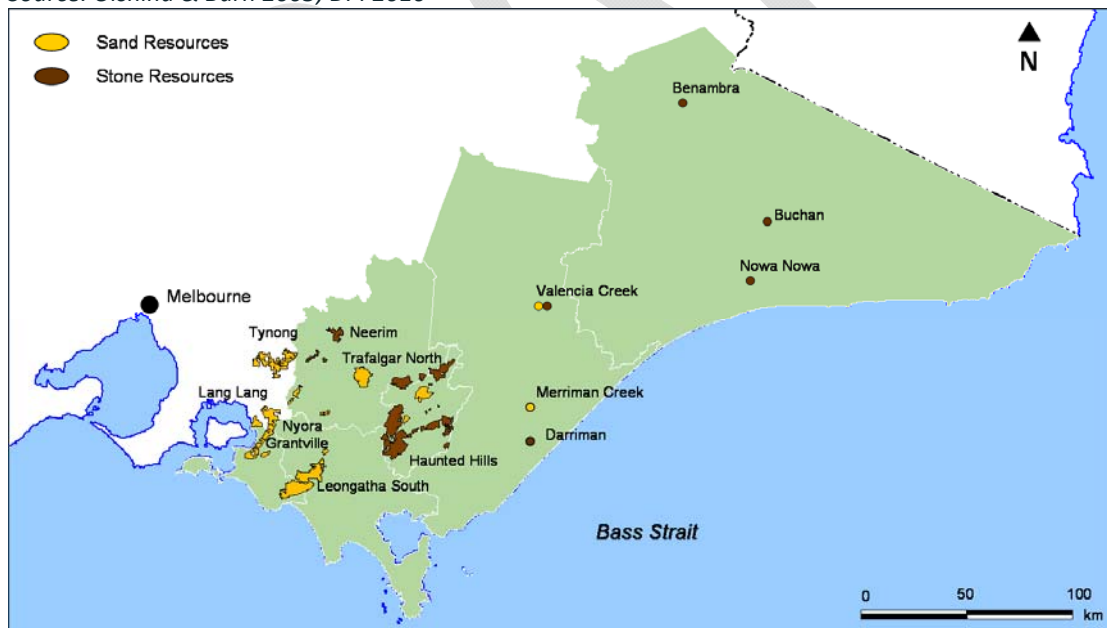 Sand Resources
Stone Resources
N
Benambra
Buchan
Nowa Nowa
Valencia Creek
Melbourne
Tynong
Neerim
Trafalgar North
Lang Lang
Merriman Creek
Nyora
Grantville
Darriman
Haunted Hills
Leongatha South
Bass Strait
0 50 100
km